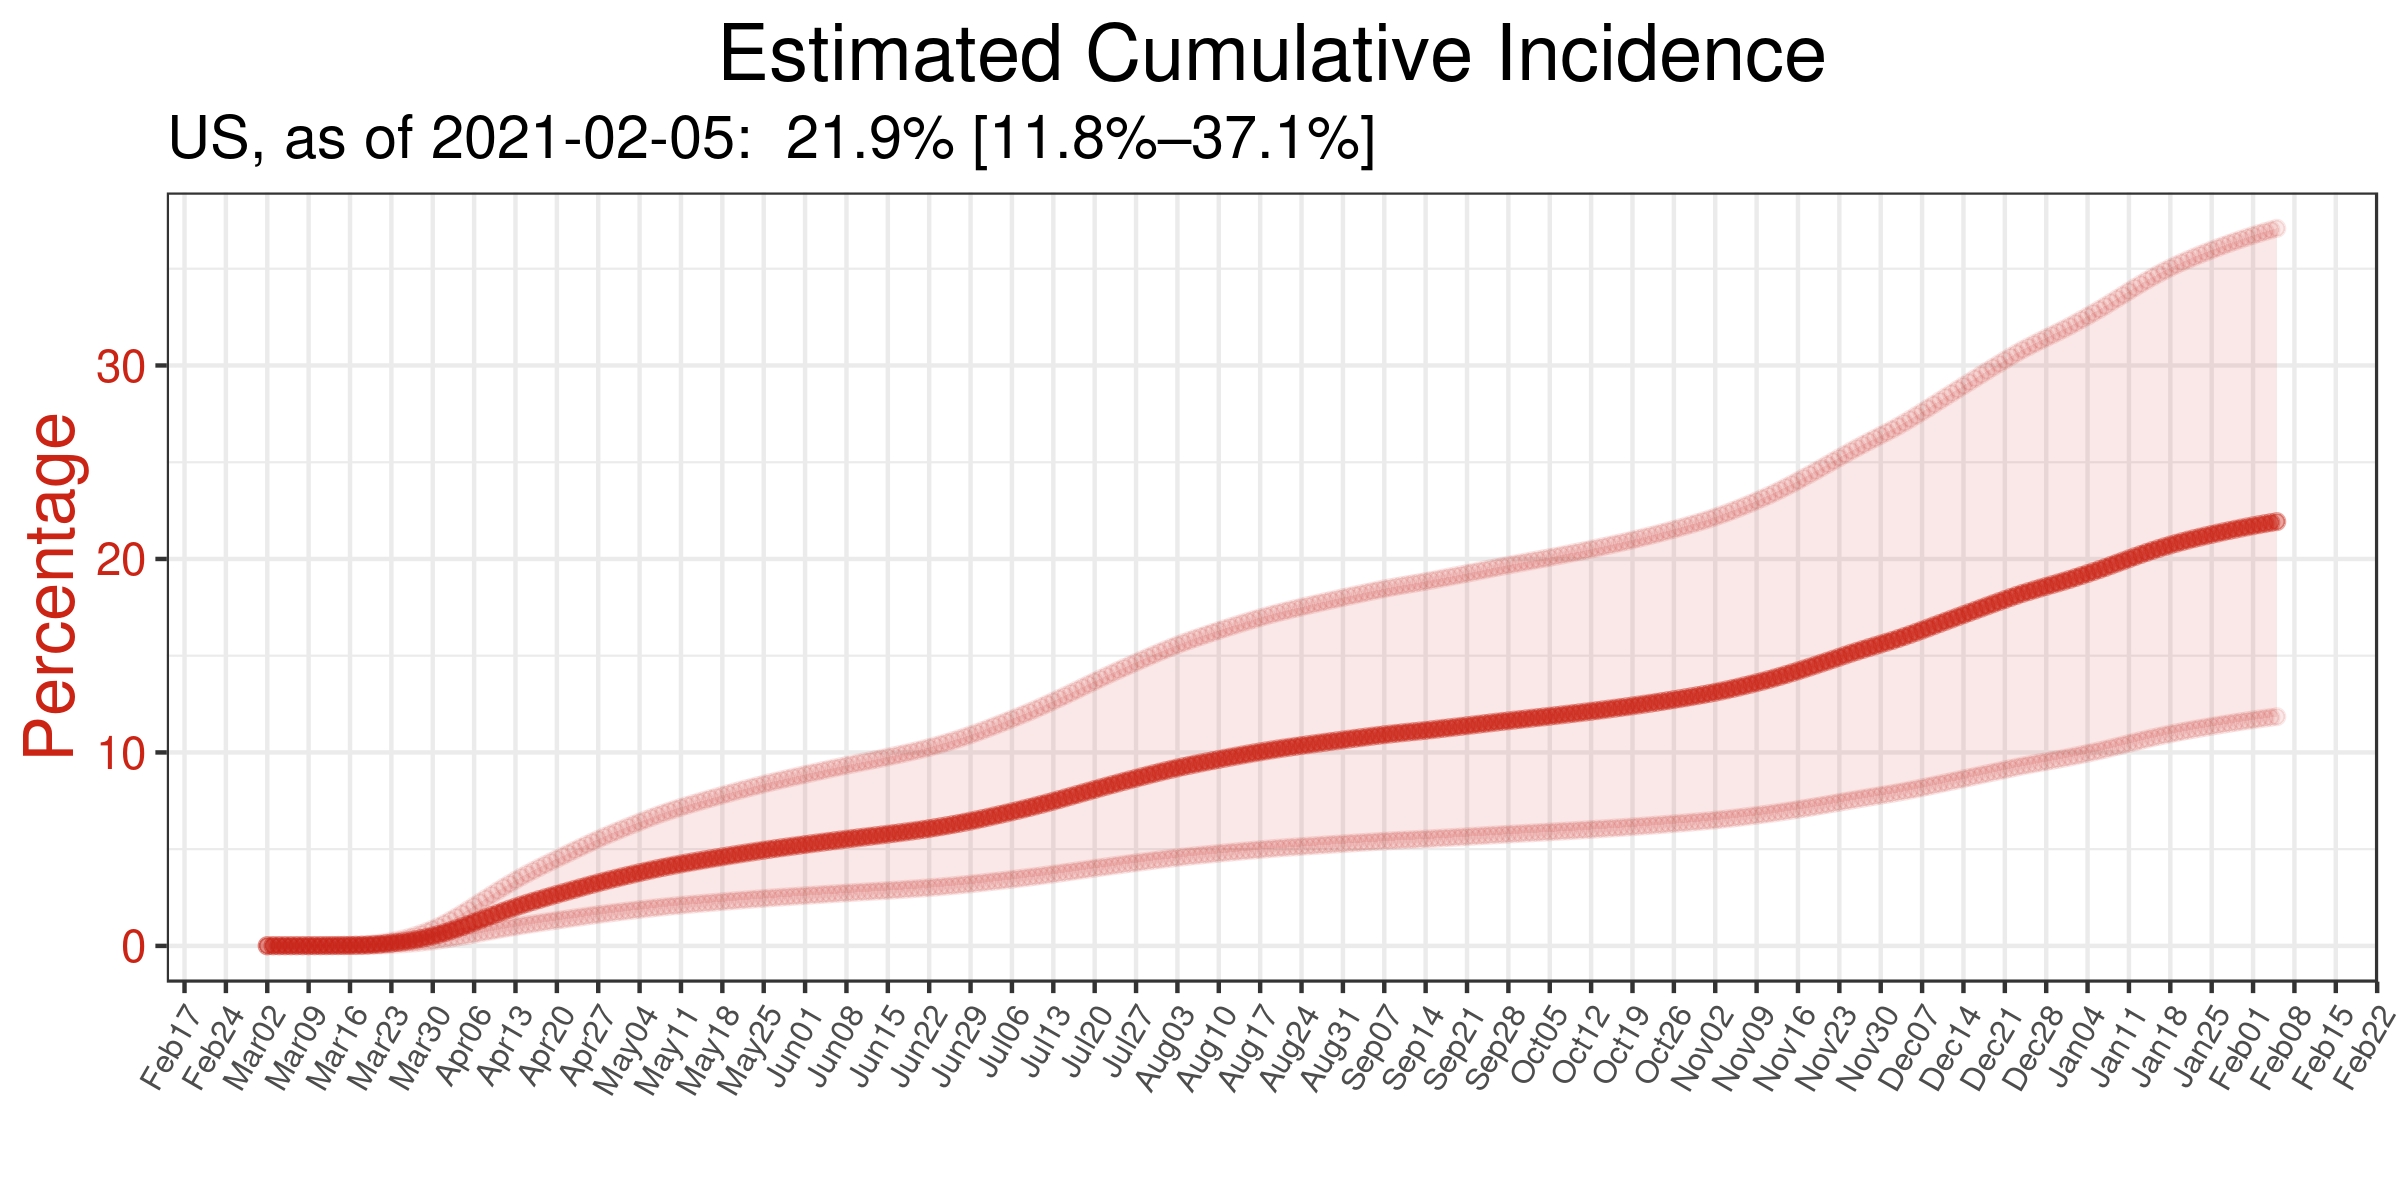 Estimated Cumulative Incidence
US, as of 2021-02-05:  21.9% [11.8%–37.1%]
Percentage
30
20
10
0
Feb17
Feb24
Mar02
Mar09
Mar16
Mar23
Mar30
Apr06
Apr13
Apr20
Apr27
May04
May11
May18
May25
Jun01
Jun08
Jun15
Jun22
Jun29
Jul06
Jul13
Jul20
Jul27
Aug03
Aug10
Aug17
Aug24
Aug31
Sep07
Sep14
Sep21
Sep28
Oct05
Oct12
Oct19
Oct26
Nov02
Nov09
Nov16
Nov23
Nov30
Dec07
Dec14
Dec21
Dec28
Jan04
Jan11
Jan18
Jan25
Feb01
Feb08
Feb15
Feb22